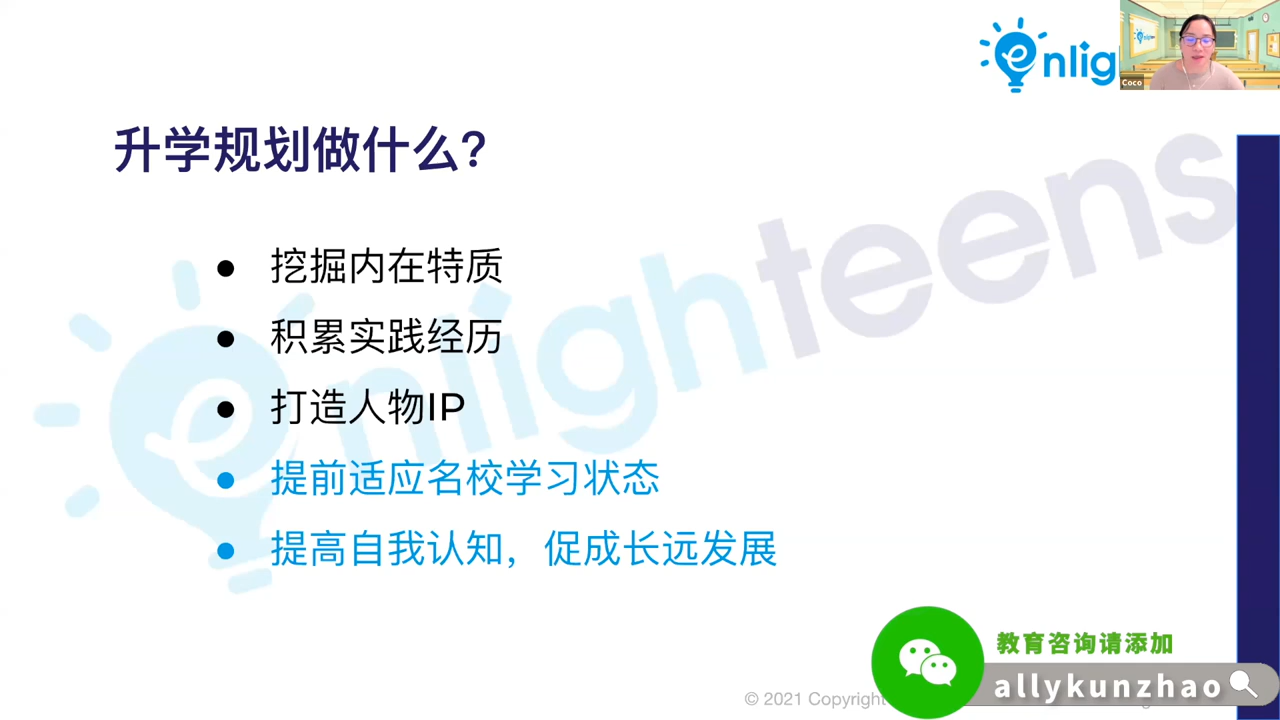 enlig
Coco
升学规划做什么?
enlighteens
● 挖掘内在特质
● 积累实践经历
● 打造人物IP
● 提前适应名校学习状态
● 提高自我认知，促成长远发展
教育咨询请添加
allykunzhao
© 2021 Copyright